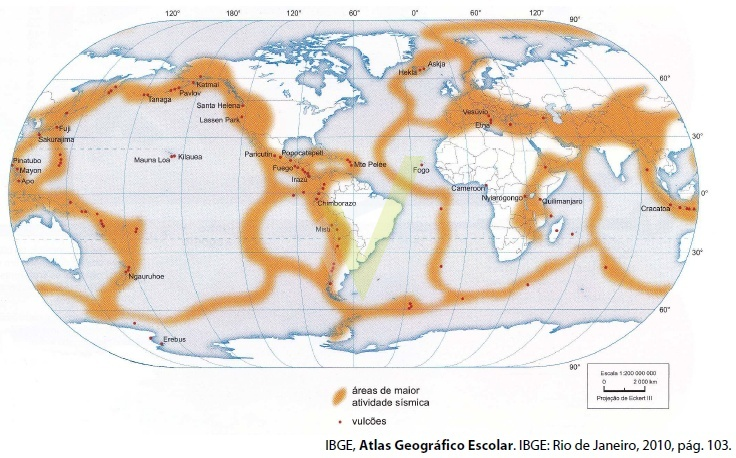 120° 180° 120° 60° 0° 60° 120° 90°
60°
30°
0°
30°
60°
90°
Askja
Hekla
Katmai
Pavlov
Tanaga
Santa Helena
Lassen Park
Vesúvio
Etna
Fuji
Sakurajima
Pinatubo
Mayon
Apo
Mauna Loa
Kilauea
Paricutin
Popocatépetl
Fuego
Irazu
Mte Pelee
Fogo
Cameroon
Nyiragongo
Quilimanjaro
Chimborazo
Cracatoa
Misti
Ngauruhoe
Erebus
Escala 1:200 000 000
0 2 000 km
Projeção de Eckert III
áreas de maior
atividade sísmica
vulcões
IBGE, Atlas Geográfico Escolar. IBGE: Rio de Janeiro, 2010, pág. 103.